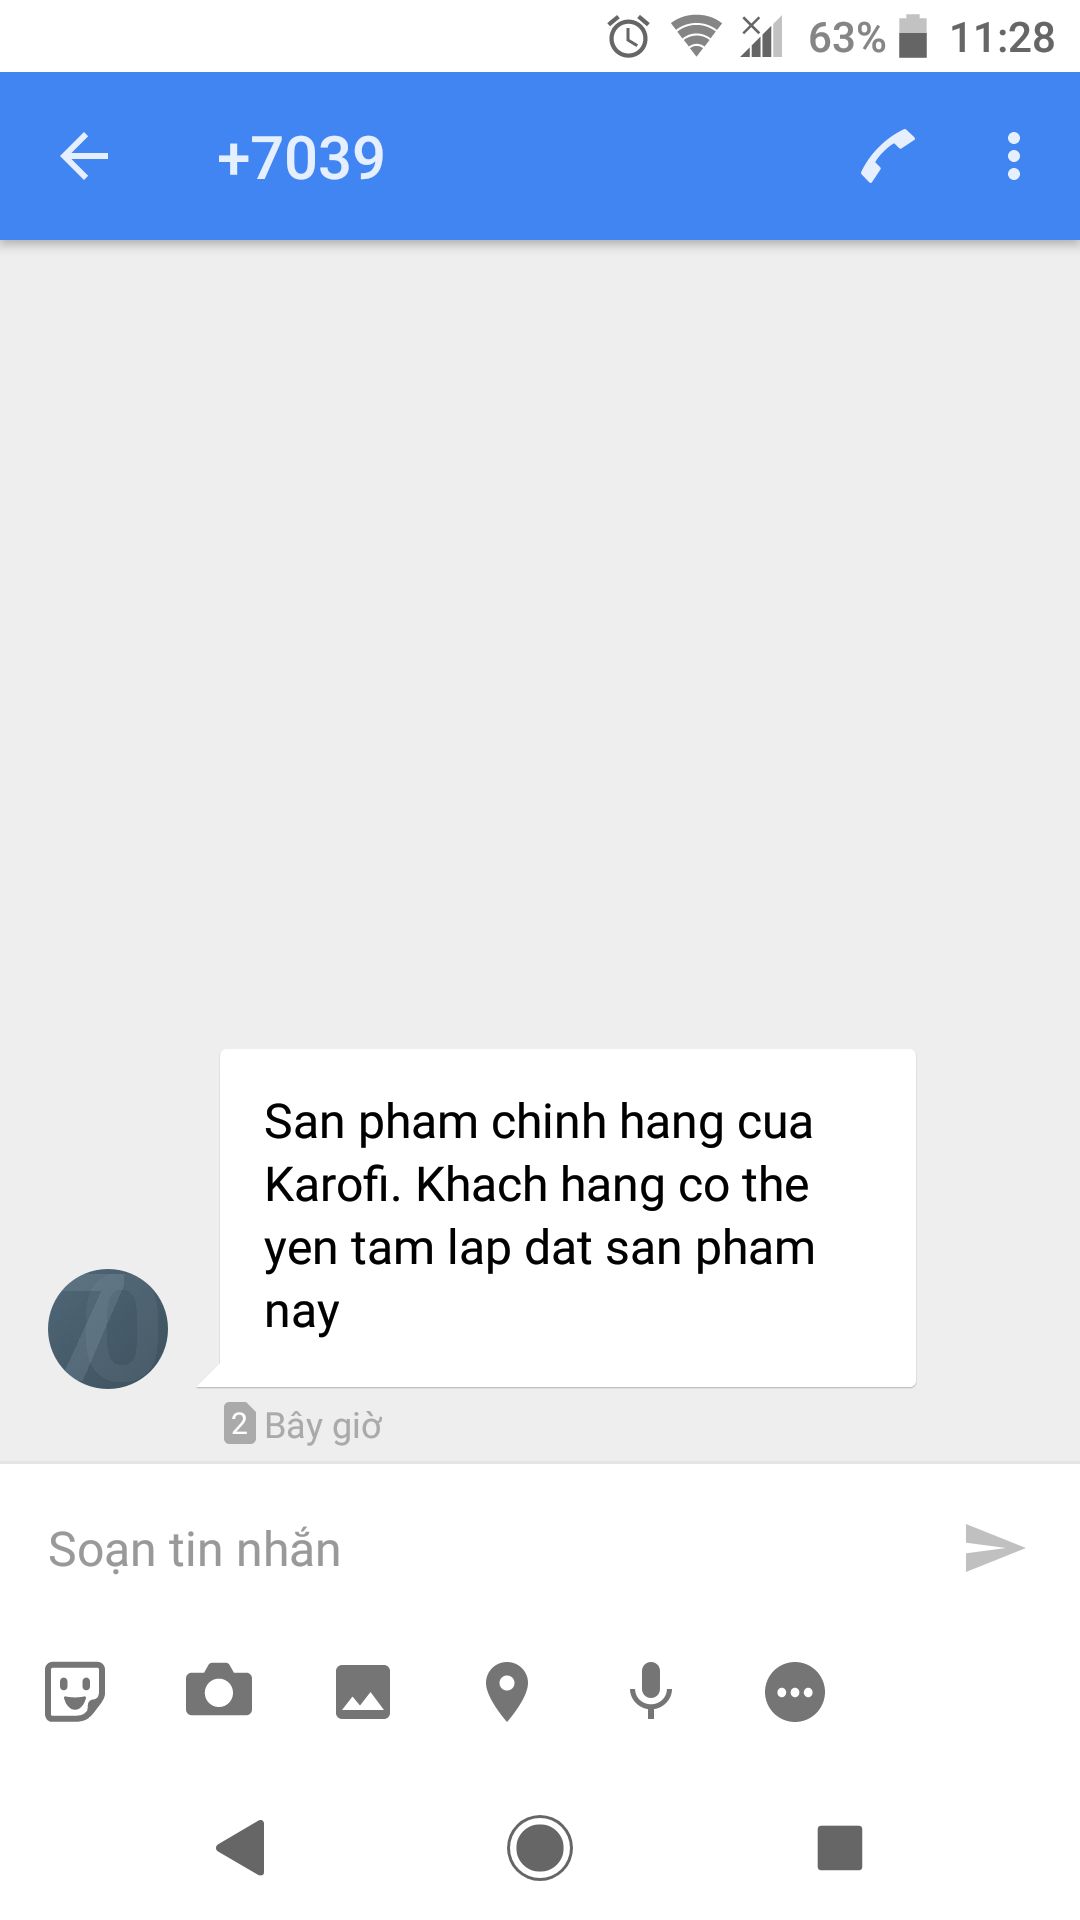 63% 11:28
+7039
San pham chinh hang cua
Karofi. Khach hang co the
yen tam lap dat san pham
nay
70
2 Bây giờ
Soạn tin nhắn